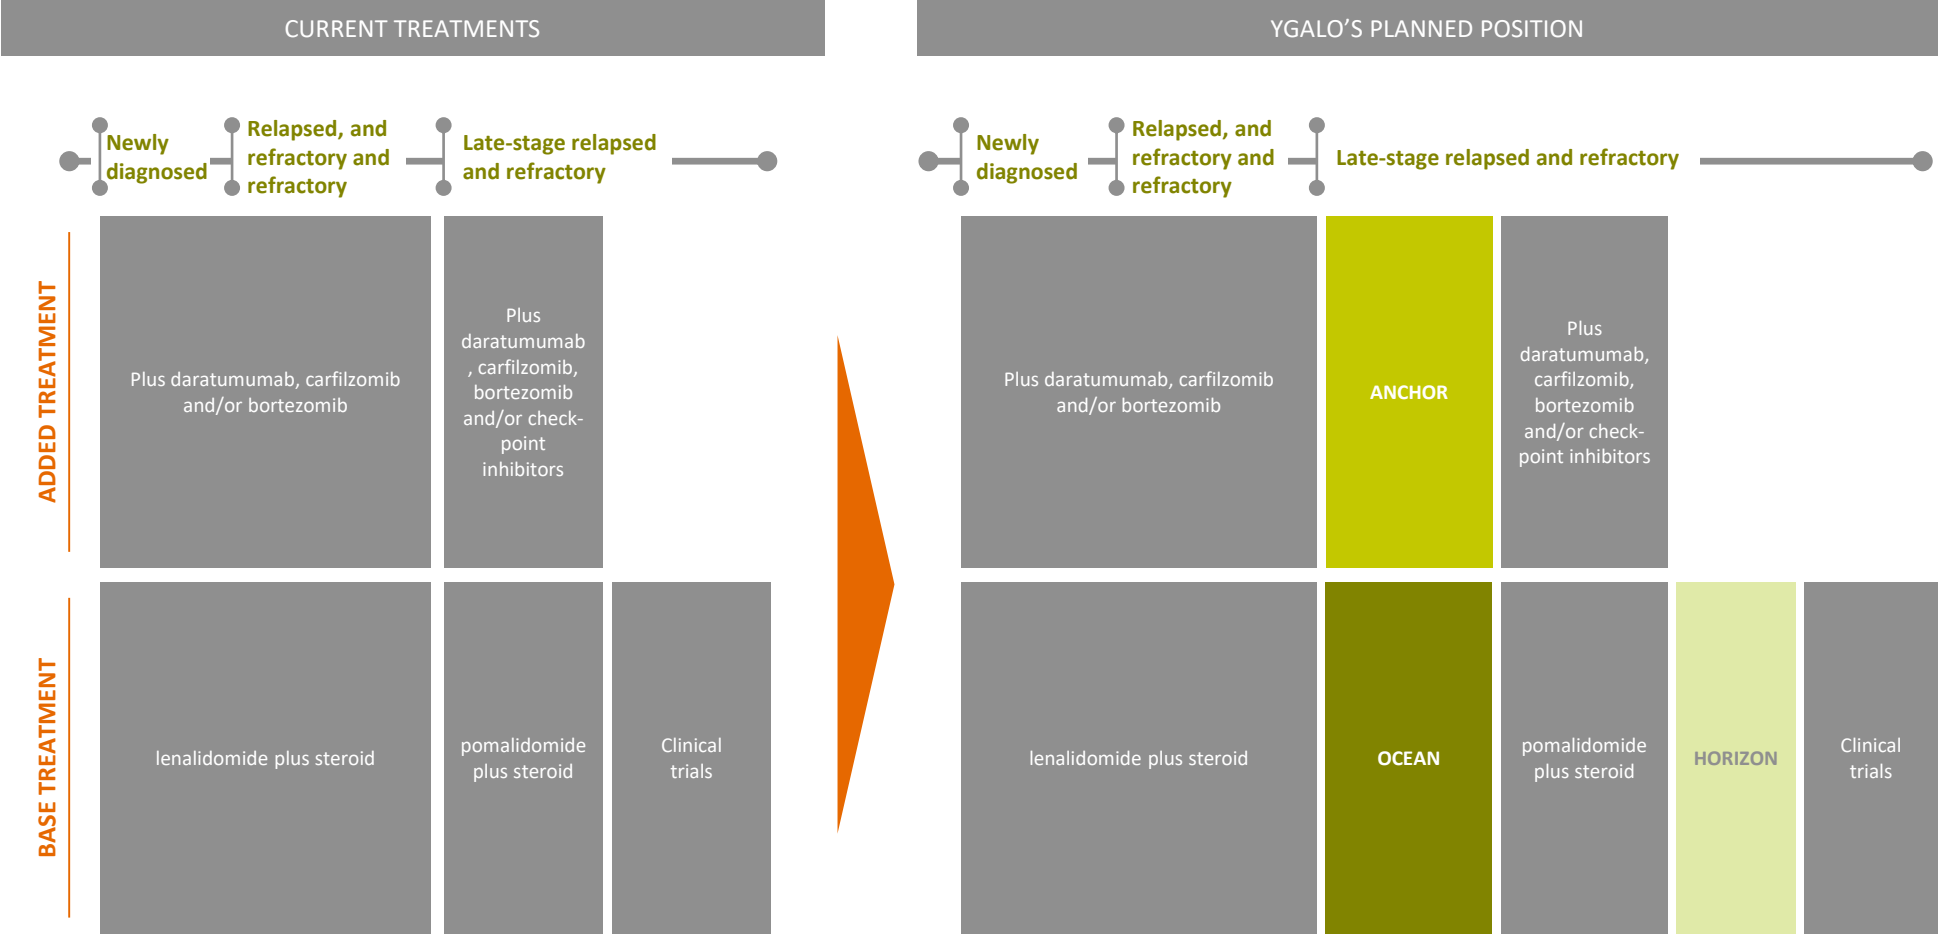 CURRENT TREATMENTS
Newly
diagnosed
Relapsed, and
refractory and
refractory
Late-stage relapsed
and refractory
ADDED TREATMENT
Plus daratumumab, carfilzomib
and/or bortezomib
Plus
daratumumab
, carfilzomib,
bortezomib
and/or check-
point
inhibitors
BASE TREATMENT
lenalidomide plus steroid
pomalidomide
plus steroid
Clinical
trials
YGALO’S PLANNED POSITION
Newly
diagnosed
Relapsed, and
refractory and
refractory
Late-stage relapsed and refractory
Plus daratumumab, carfilzomib
and/or bortezomib
ANCHOR
Plus
daratumumab,
carfilzomib,
bortezomib
and/or check-
point inhibitors
lenalidomide plus steroid
OCEAN
pomalidomide
plus steroid
HORIZON
Clinical
trials